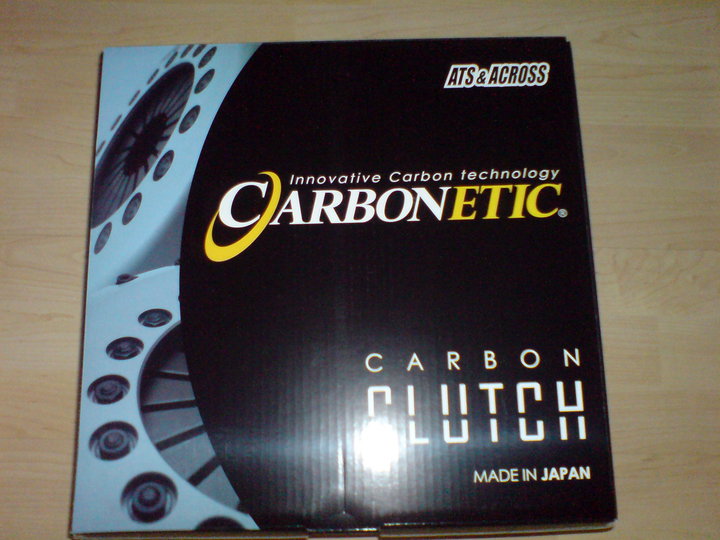 ATS & ACROSS
Innovative Carbon technology
CARBONETIC®
CARBON
CLUTCH
MADE IN JAPAN